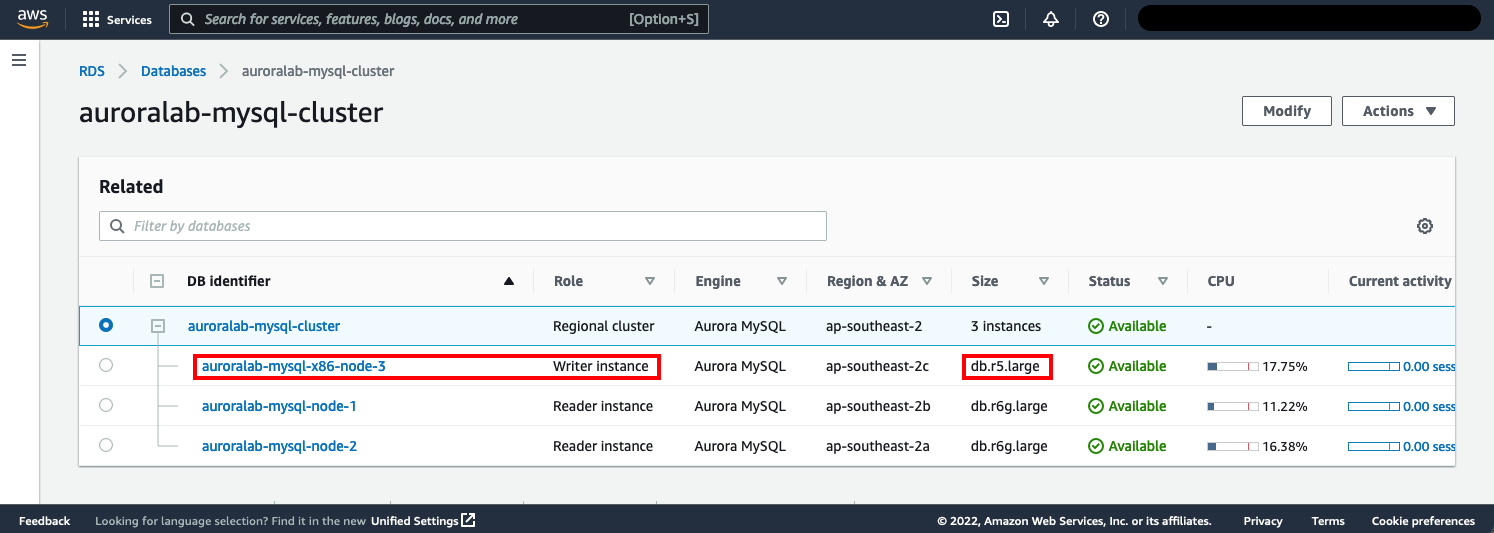 aws Services Search for services, features, blogs, docs, and more [Option+S]
RDS Databases auroralab-mysql-cluster
auroralab-mysql-cluster Modify Actions
Related
Filter by databases
DB identifier Role Engine Region & AZ Size Status CPU Current activity
auroralab-mysql-cluster Regional cluster Aurora MySQL ap-southeast-2 3 instances Available -
auroralab-mysql-x86-node-3 Writer instance Aurora MySQL ap-southeast-2c db.r5.large Available 17.75% 0.00 sess
auroralab-mysql-node-1 Reader instance Aurora MySQL ap-southeast-2b db.r6g.large Available 11.22% 0.00 sess
auroralab-mysql-node-2 Reader instance Aurora MySQL ap-southeast-2a db.r6g.large Available 16.38% 0.00 sess
Feedback Looking for language selection? Find it in the new Unified Settings © 2022, Amazon Web Services, Inc. or its affiliates. Privacy Terms Cookie preferences